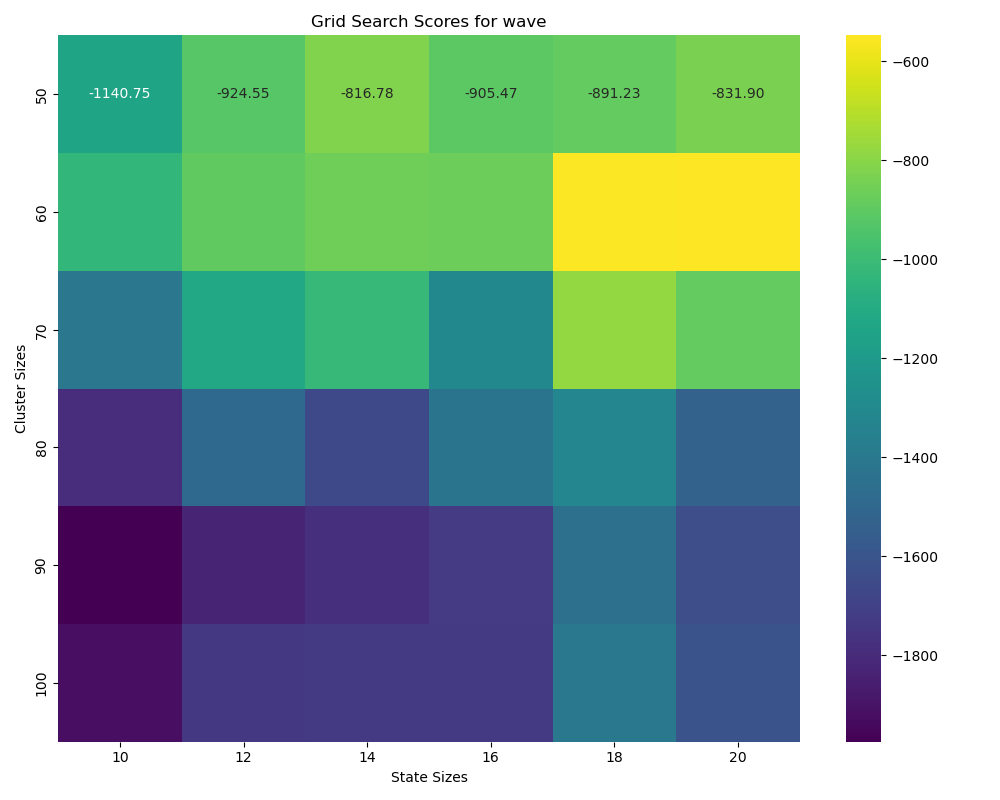 Grid Search Scores for wave
-1140.75 -924.55 -816.78 -905.47 -891.23 -831.90
50
60
70
80
90
100
Cluster Sizes
10 12 14 16 18 20
State Sizes
−600
−800
−1000
−1200
−1400
−1600
−1800